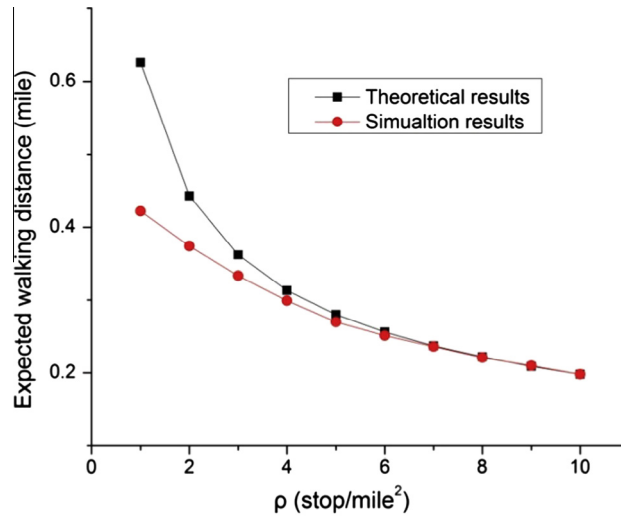 Expected walking distance (mile)
0.6
0.4
0.2
Theoretical results
Simualtion results
0 2 4 6 8 10
ρ (stop/mile²)